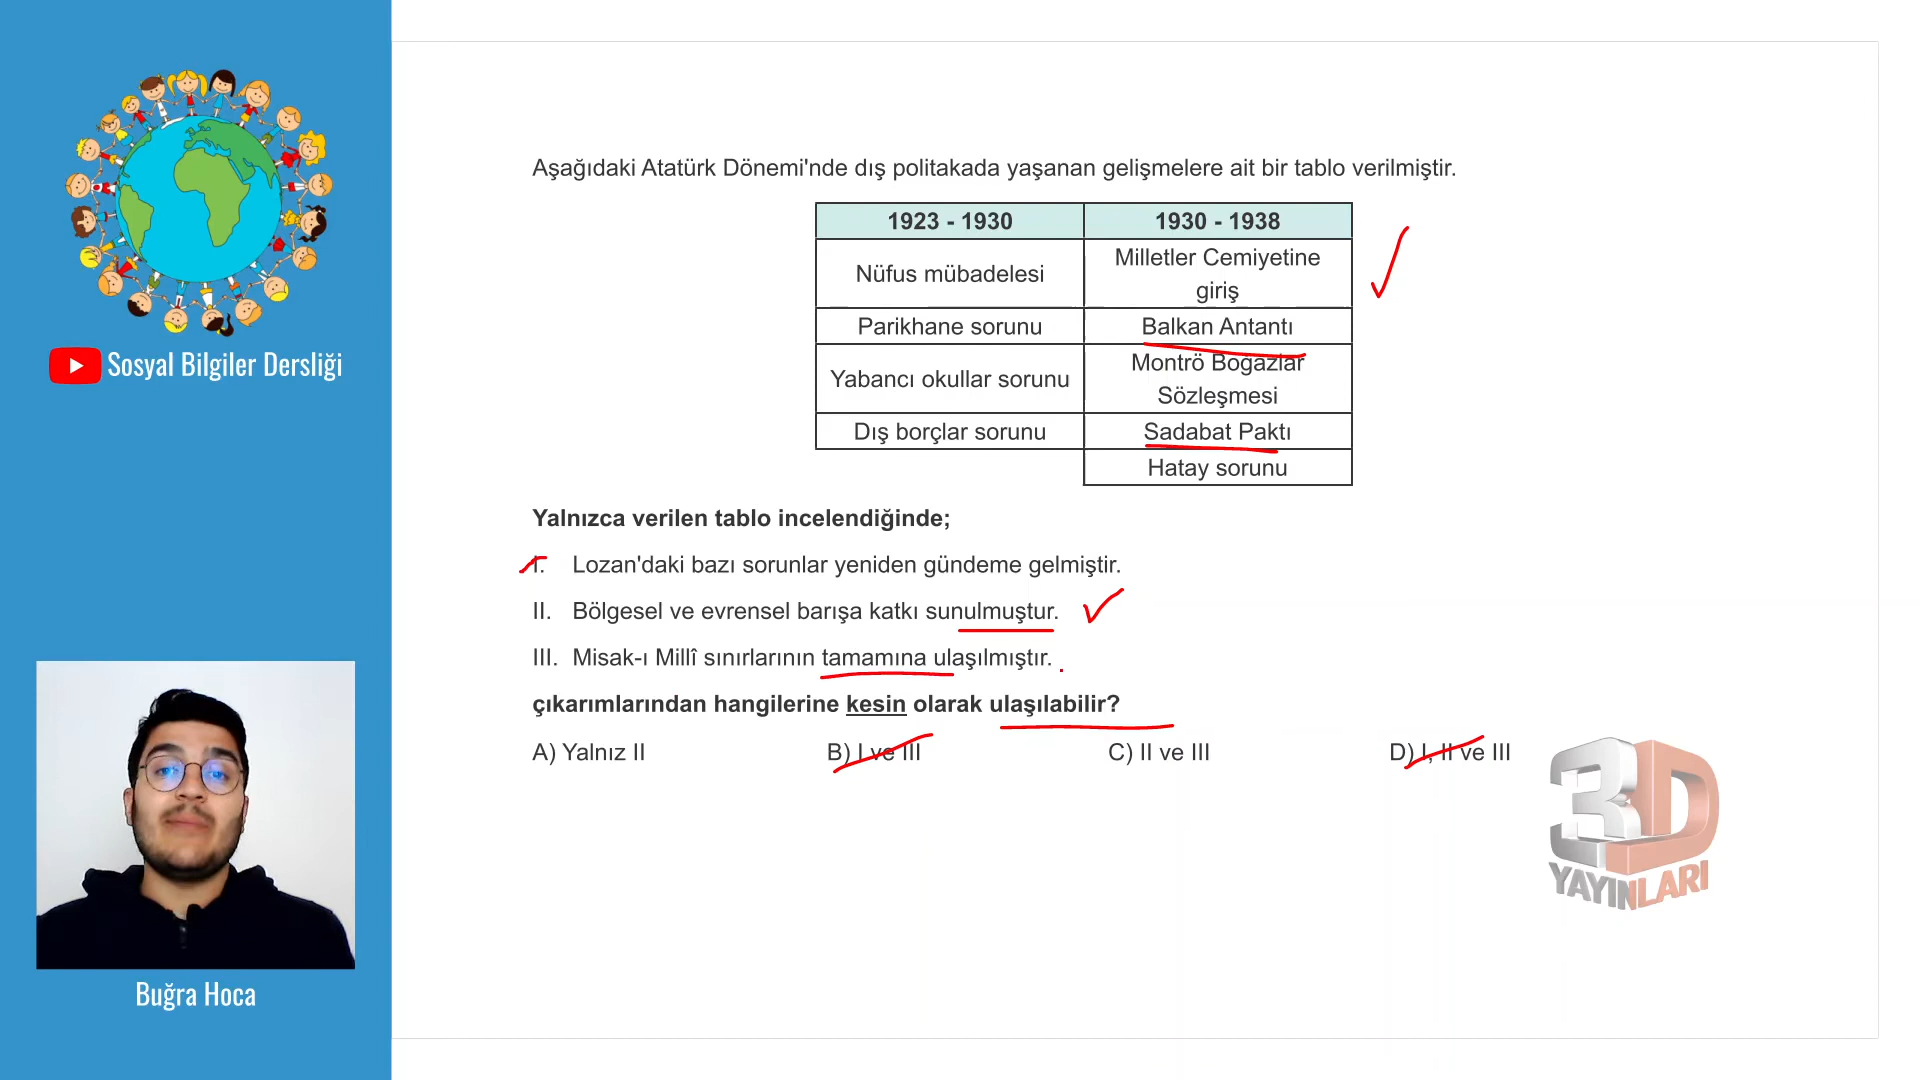 Sosyal Bilgiler Dersliği
Buğra Hoca
Aşağıdaki Atatürk Dönemi'nde dış politakada yaşanan gelişmelere ait bir tablo verilmiştir.
1923 - 1930 1930 - 1938
Nüfus mübadelesi Milletler Cemiyetine
giriş
Parikhane sorunu Balkan Antantı
Yabancı okullar sorunu Montrö Boğazlar
Sözleşmesi
Dış borçlar sorunu Sadabat Paktı
Hatay sorunu
Yalnızca verilen tablo incelendiğinde;
I. Lozan'daki bazı sorunlar yeniden gündeme gelmiştir.
II. Bölgesel ve evrensel barışa katkı sunulmuştur.
III. Misak-ı Millî sınırlarının tamamına ulaşılmıştır.
çıkarımlarından hangilerine kesin olarak ulaşılabilir?
A) Yalnız II B) I ve III C) II ve III D) I, II ve III
3D
YAYINLARI